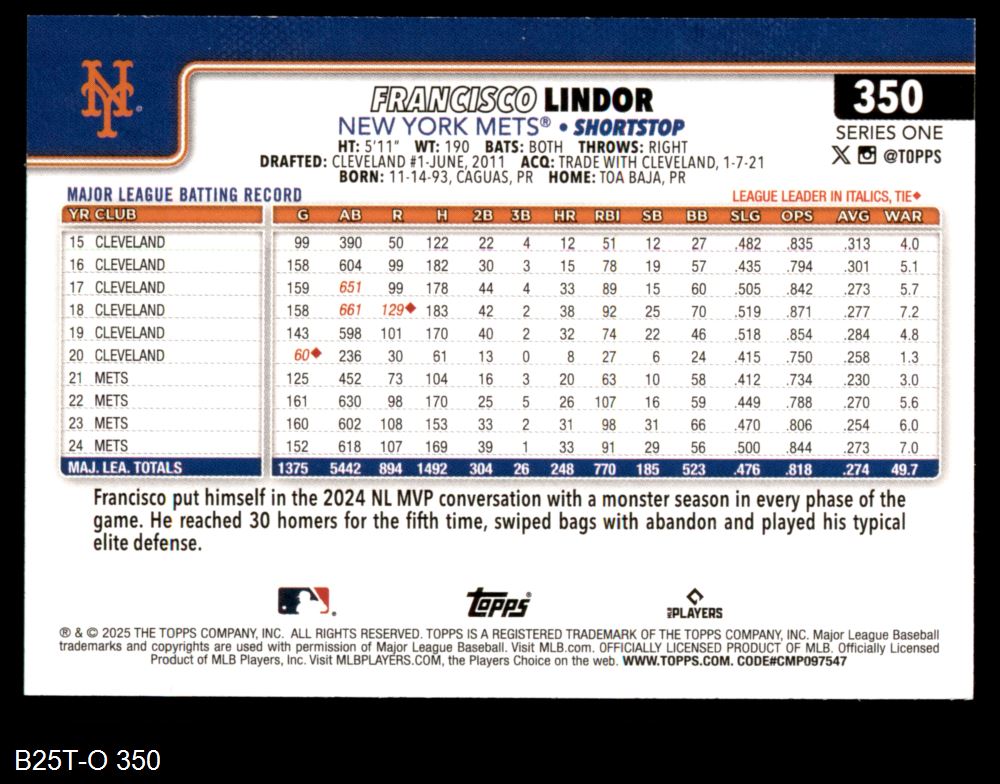 NY
FRANCISCO LINDOR
350
NEW YORK METS® • SHORTSTOP
SERIES ONE
@TOPPS
HT: 5'11" WT: 190 BATS: BOTH THROWS: RIGHT
DRAFTED: CLEVELAND #1-JUNE, 2011 ACQ: TRADE WITH CLEVELAND, 1-7-21
BORN: 11-14-93, CAGUAS, PR HOME: TOA BAJA, PR
MAJOR LEAGUE BATTING RECORD LEAGUE LEADER IN ITALICS, TIE◆
YR CLUB G AB R H 2B 3B HR RBI SB BB SLG OPS AVG WAR
15 CLEVELAND 99 390 50 122 22 4 12 51 12 27 .482 .835 .313 4.0
16 CLEVELAND 158 604 99 182 30 3 15 78 19 57 .435 .794 .301 5.1
17 CLEVELAND 159 651 99 178 44 4 33 89 15 60 .505 .842 .273 5.7
18 CLEVELAND 158 661 129◆ 183 42 2 38 92 25 70 .519 .871 .277 7.2
19 CLEVELAND 143 598 101 170 40 2 32 74 22 46 .518 .854 .284 4.8
20 CLEVELAND 60◆ 236 30 61 13 0 8 27 6 24 .415 .750 .258 1.3
21 METS 125 452 73 104 16 3 20 63 10 58 .412 .734 .230 3.0
22 METS 161 630 98 170 25 5 26 107 16 59 .449 .788 .270 5.6
23 METS 160 602 108 153 33 2 31 98 31 66 .470 .806 .254 6.0
24 METS 152 618 107 169 39 1 33 91 29 56 .500 .844 .273 7.0
MAJ. LEA. TOTALS 1375 5442 894 1492 304 26 248 770 185 523 .476 .818 .274 49.7
Francisco put himself in the 2024 NL MVP conversation with a monster season in every phase of the
game. He reached 30 homers for the fifth time, swiped bags with abandon and played his typical
elite defense.
Topps® MLB PLAYERS
® & © 2025 THE TOPPS COMPANY, INC. ALL RIGHTS RESERVED. TOPPS IS A REGISTERED TRADEMARK OF THE TOPPS COMPANY, INC. Major League Baseball
trademarks and copyrights are used with permission of Major League Baseball. Visit MLB.com. OFFICIALLY LICENSED PRODUCT OF MLB. Officially Licensed
Product of MLB Players, Inc. Visit MLBPLAYERS.COM, the Players Choice on the web. WWW.TOPPS.COM. CODE#CMP097547
B25T-O 350